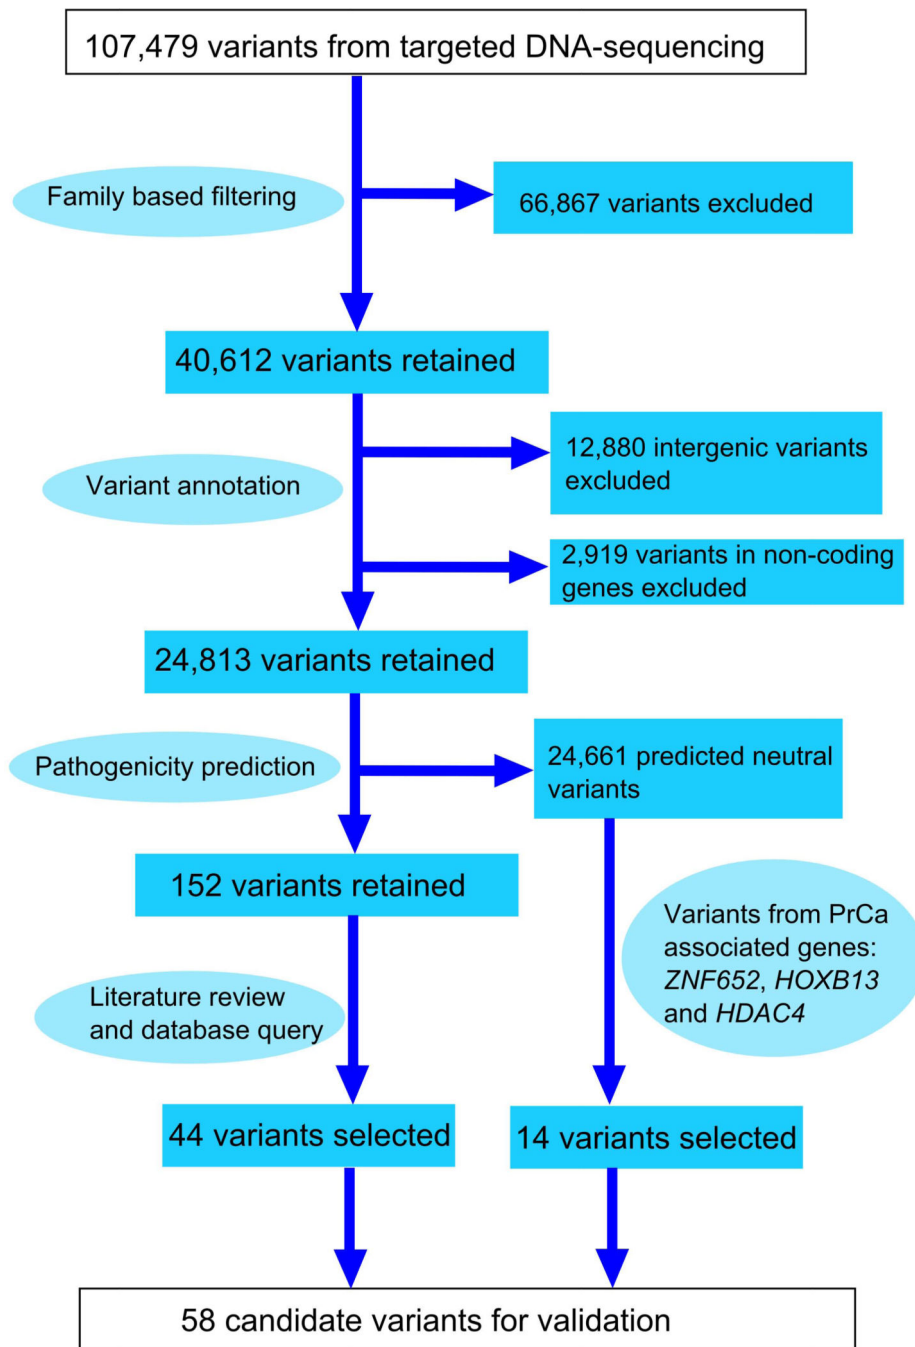 107,479 variants from targeted DNA-sequencing
Family based filtering
66,867 variants excluded
40,612 variants retained
12,880 intergenic variants
excluded
Variant annotation
2,919 variants in non-coding
genes excluded
24,813 variants retained
Pathogenicity prediction
24,661 predicted neutral
variants
152 variants retained
Variants from PrCa
associated genes:
ZNF652, HOXB13
and HDAC4
Literature review
and database query
44 variants selected
14 variants selected
58 candidate variants for validation